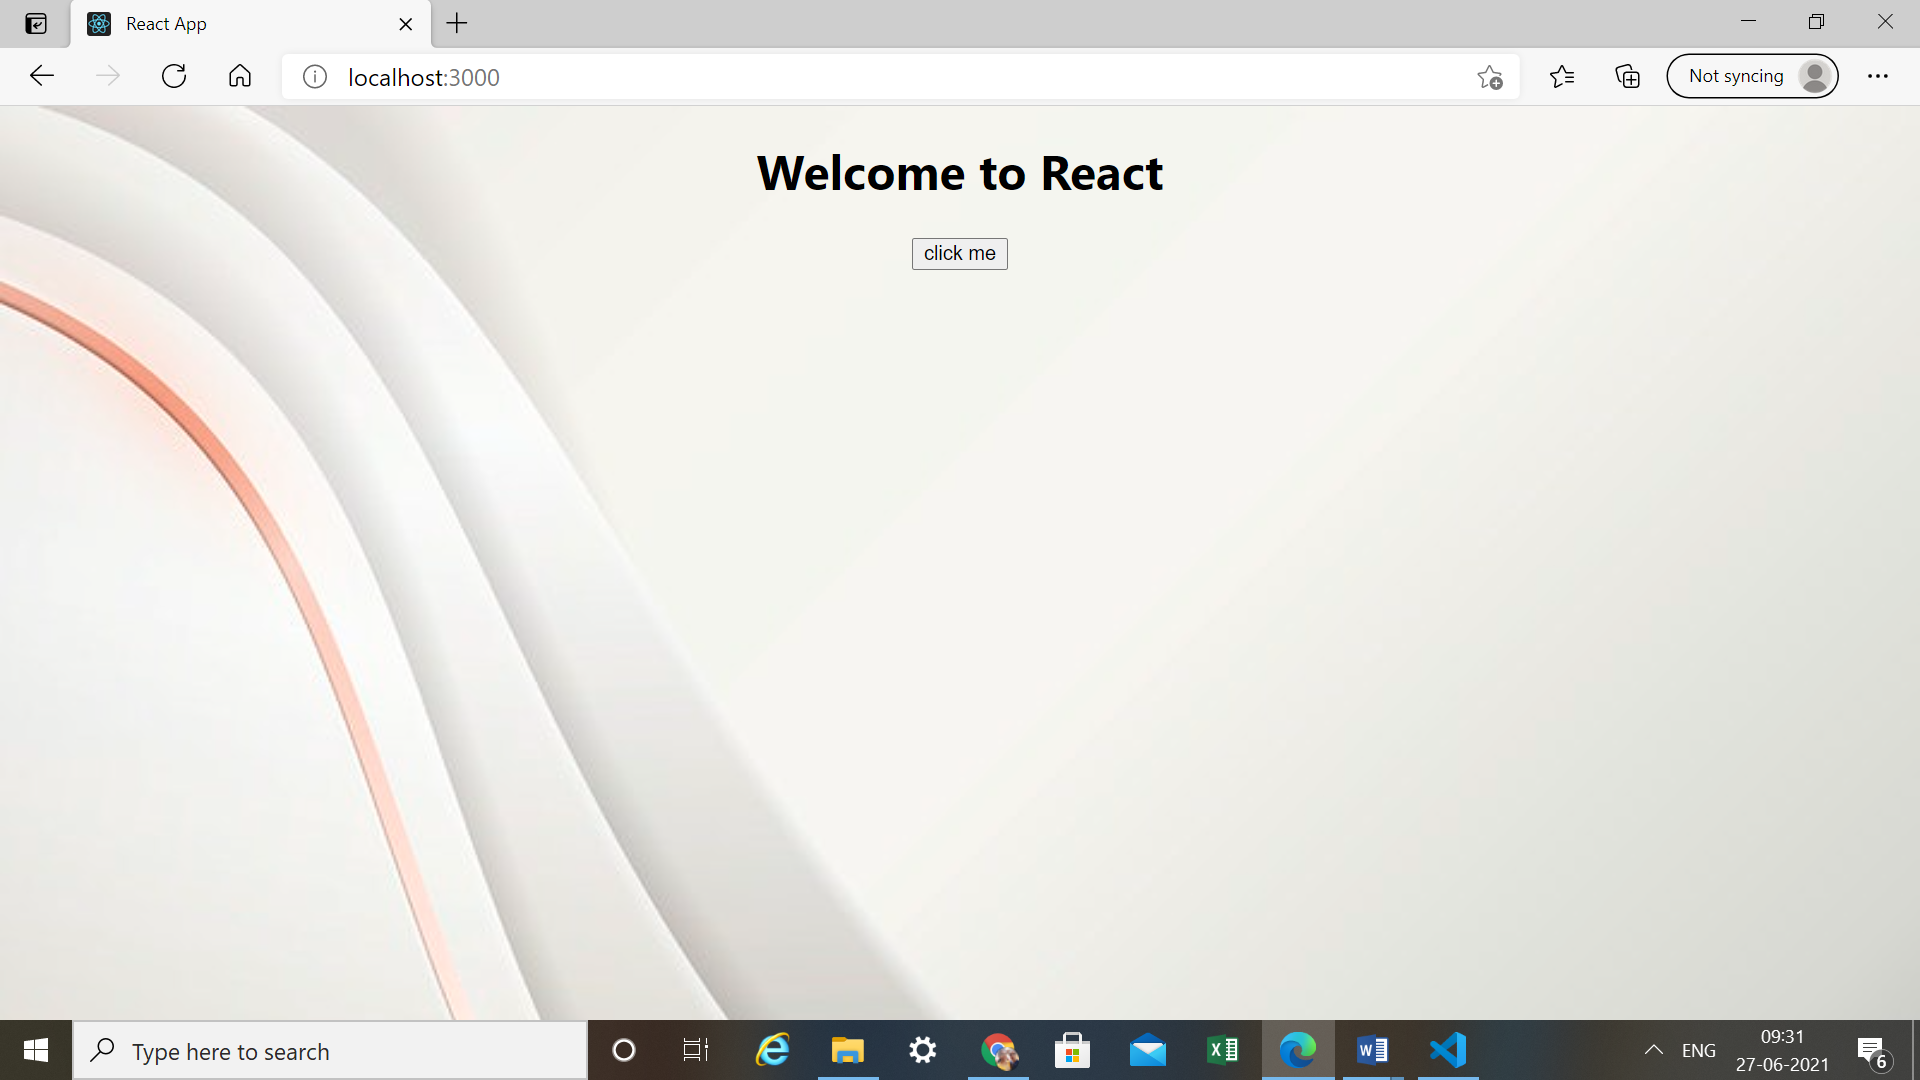 React App
localhost:3000
Not syncing
Welcome to React
click me
Type here to search
ENG
09:31
27-06-2021
6